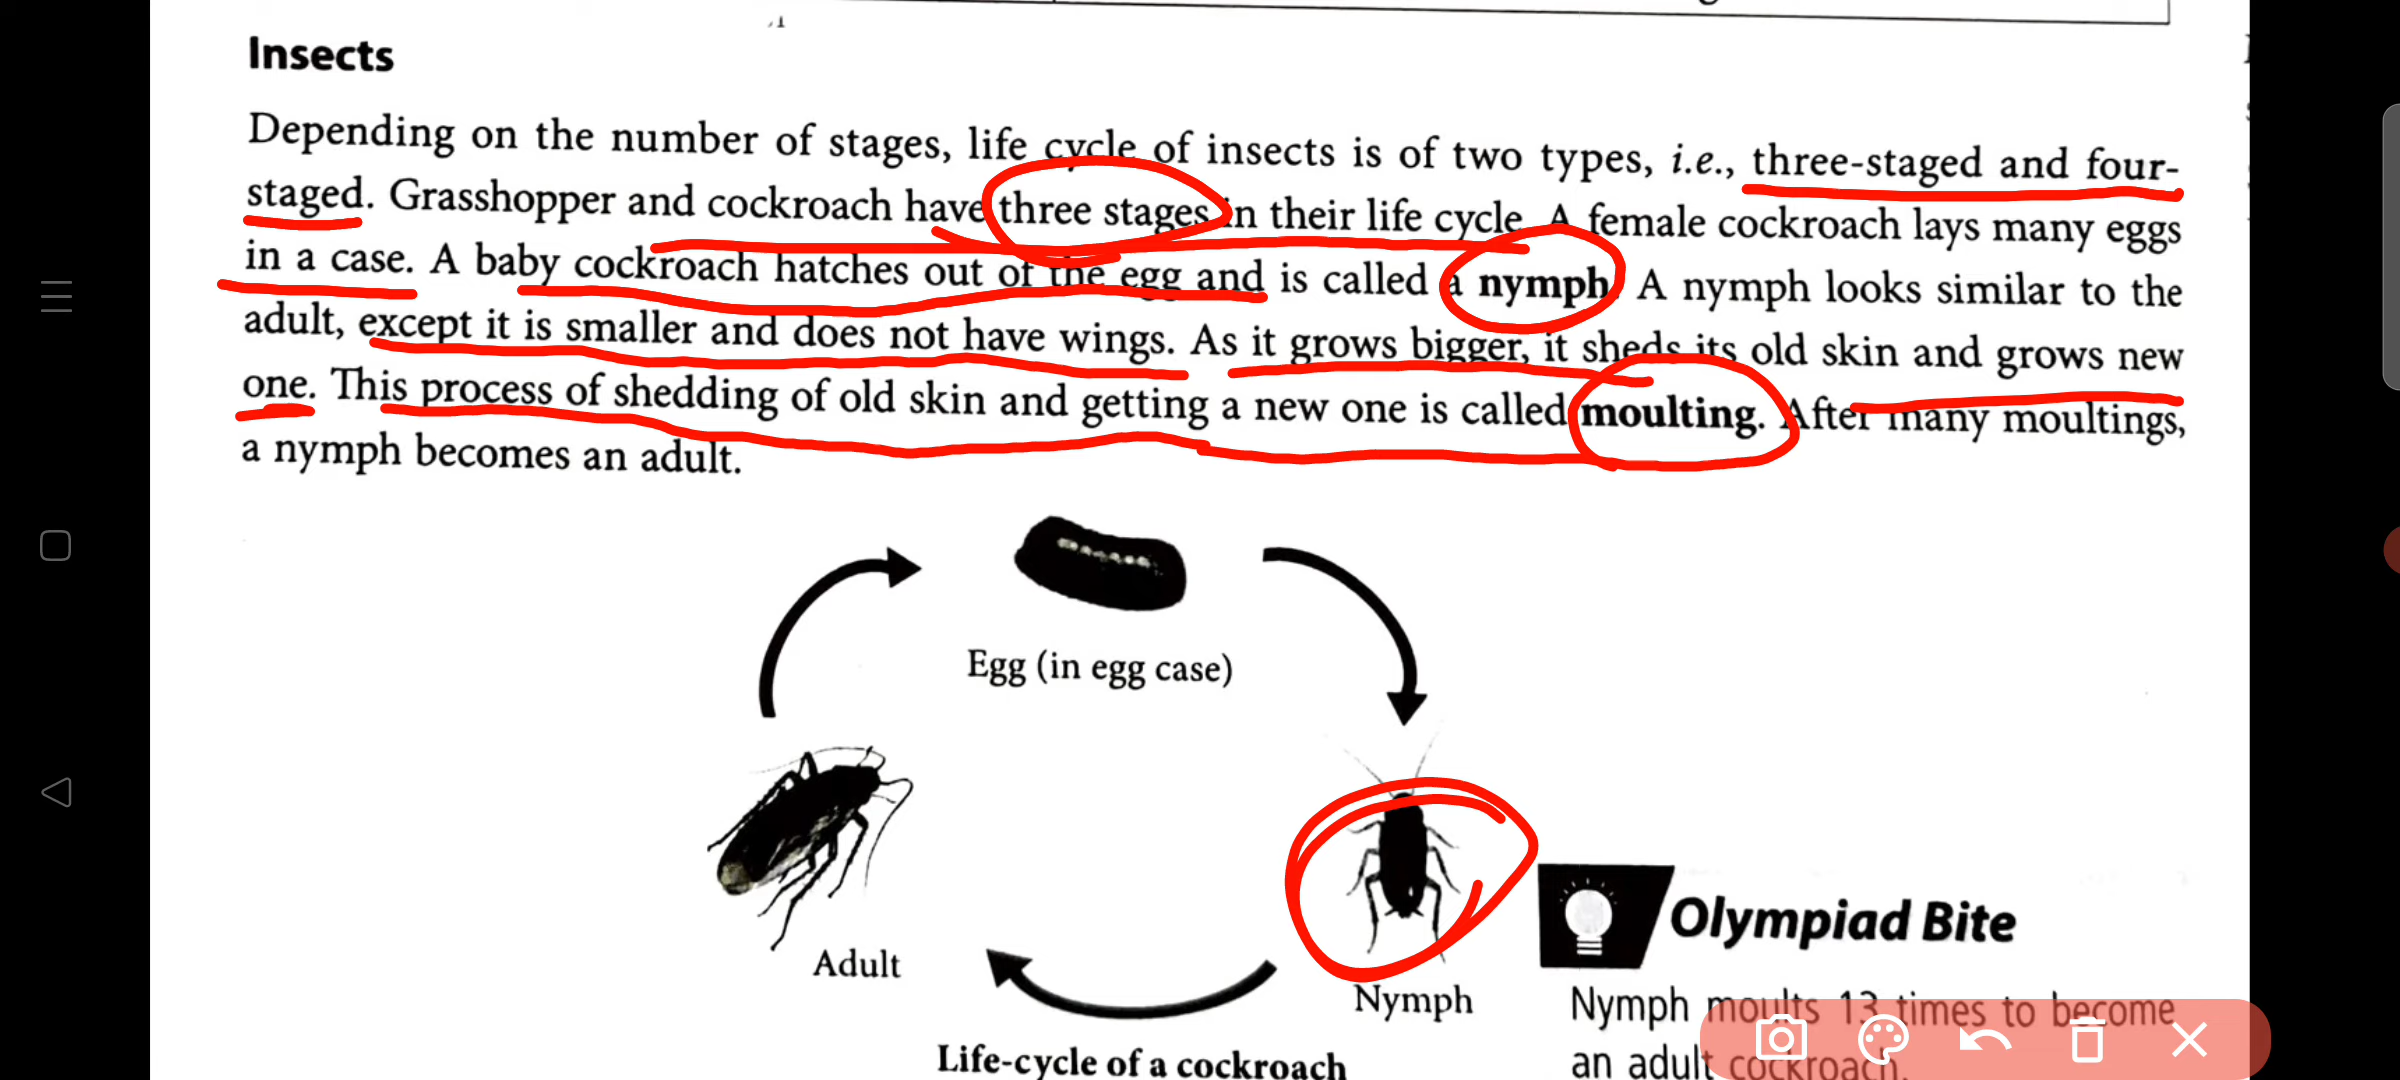 Insects
Depending on the number of stages, life cycle of insects is of two types, i.e., three-staged and four-
staged. Grasshopper and cockroach have three stages in their life cycle. A female cockroach lays many eggs
in a case. A baby cockroach hatches out of the egg and is called a nymph. A nymph looks similar to the
adult, except it is smaller and does not have wings. As it grows bigger, it sheds its old skin and grows new
one. This process of shedding of old skin and getting a new one is called moulting. After many moultings,
a nymph becomes an adult.
Egg (in egg case)
Adult
Nymph
Life-cycle of a cockroach
Olympiad Bite
Nymph moults 13 times to become
an adult cockroach.